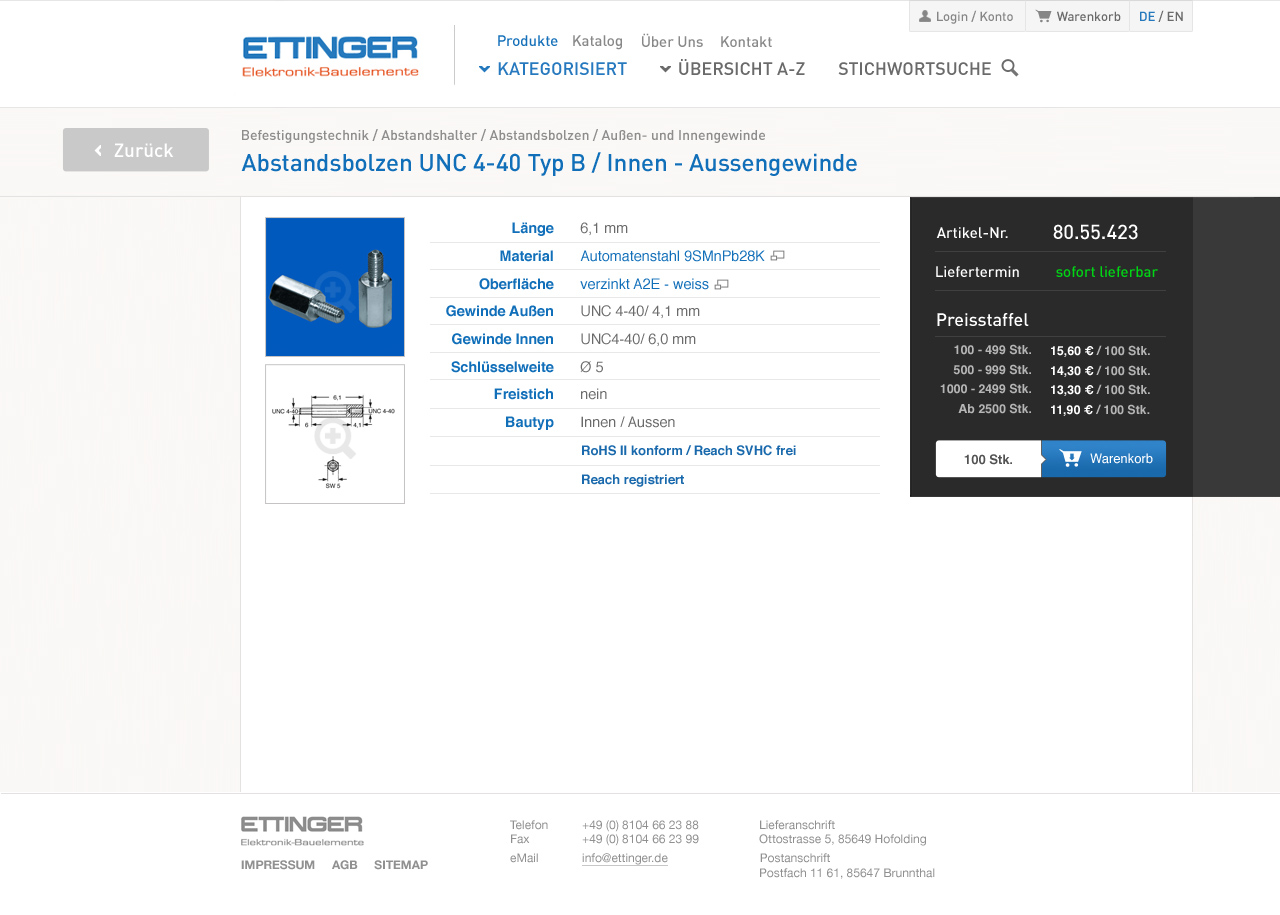 Login / Konto
Warenkorb
DE / EN
ETTINGER
Elektronik-Bauelemente
Produkte Katalog Über Uns Kontakt
KATEGORISIERT ÜBERSICHT A-Z STICHWORTSUCHE
Zurück
Befestigungstechnik / Abstandshalter / Abstandsbolzen / Außen- und Innengewinde
Abstandsbolzen UNC 4-40 Typ B / Innen - Aussengewinde
Länge 6,1 mm
Material Automatenstahl 9SMnPb28K
Oberfläche verzinkt A2E - weiss
Gewinde Außen UNC 4-40/ 4,1 mm
Gewinde Innen UNC4-40/ 6,0 mm
Schlüsselweite Ø 5
Freistich nein
Bautyp Innen / Aussen
RoHS II konform / Reach SVHC frei
Reach registriert
6,1
UNC 4-40 UNC 4-40
6 4,1
SW 5
Artikel-Nr. 80.55.423
Liefertermin sofort lieferbar
Preisstaffel
100 - 499 Stk. 15,60 € / 100 Stk.
500 - 999 Stk. 14,30 € / 100 Stk.
1000 - 2499 Stk. 13,30 € / 100 Stk.
Ab 2500 Stk. 11,90 € / 100 Stk.
100 Stk. Warenkorb
ETTINGER
Elektronik-Bauelemente
IMPRESSUM AGB SITEMAP
Telefon +49 (0) 8104 66 23 88
Fax +49 (0) 8104 66 23 99
eMail info@ettinger.de
Lieferanschrift
Ottostrasse 5, 85649 Hofolding
Postanschrift
Postfach 11 61, 85647 Brunnthal